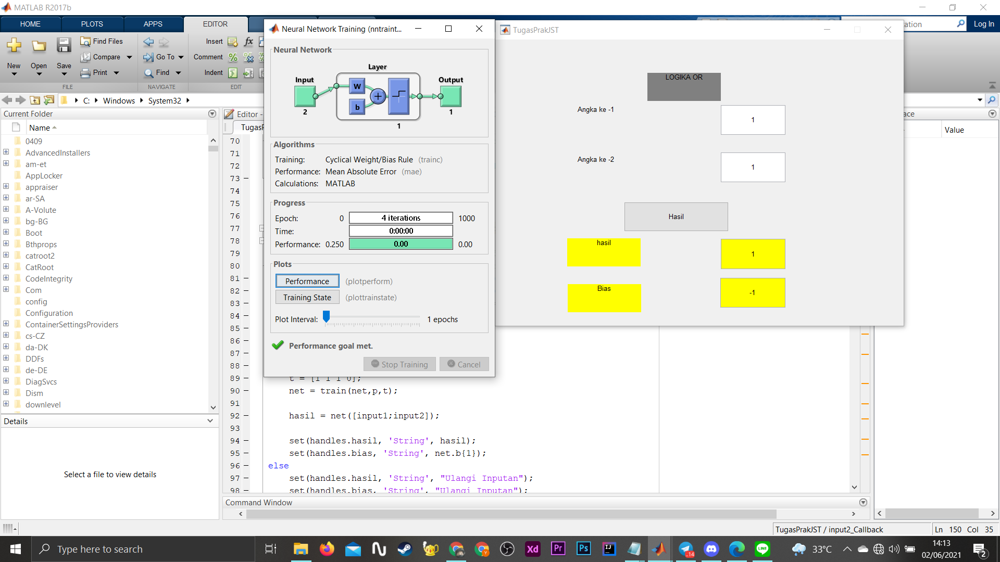 MATLAB R2017b
HOME
PLOTS
APPS
EDITOR
Log In
New
Open
Save
Find Files
Compare
Print
FILE
Go To
Find
NAVIGATE
Insert
Comment
Indent
EDIT
C:
Windows
System32
Current Folder
Name
0409
AdvancedInstallers
am-et
AppLocker
appraiser
ar-SA
A-Volute
bg-BG
Boot
Bthprops
catroot2
CatRoot
CodeIntegrity
Com
config
Configuration
ContainerSettingsProviders
cs-CZ
da-DK
DDFs
de-DE
DiagSvcs
Dism
downlevel
Details
Select a file to view details
Neural Network Training (nntraint...
Neural Network
Layer
Input
Output
W
b
2
1
1
Algorithms
Training: Cyclical Weight/Bias Rule (trainc)
Performance: Mean Absolute Error (mae)
Calculations: MATLAB
Progress
Epoch: 0 4 iterations 1000
Time: 0:00:00
Performance: 0.250 0.00 0.00
Plots
Performance (plotperform)
Training State (plottrainstate)
Plot Interval: 1 epochs
Performance goal met.
Stop Training
Cancel
TugasPrakJST
LOGIKA OR
Angka ke -1
1
Angka ke -2
1
Hasil
hasil
1
Bias
-1
Value
Editor -
70
71
72
73
74
75
76
77
78
79
80
81
82
83
84
85
86
87
88
89 t = [1 1 1 0];
90 net = train(net,p,t);
91
92 hasil = net([input1;input2]);
93
94 set(handles.hasil, 'String', hasil);
95 set(handles.bias, 'String', net.b{1});
96 else
97 set(handles.hasil, 'String', "Ulangi Inputan");
98 set(handles.bias, 'String', "Ulangi Inputan");
Command Window
TugasPrakJST / input2_Callback
Ln 150 Col 35
Type here to search
Xd
Pr
Ps
IJ
..14
LINE
33°C
14:13
02/06/2021
2